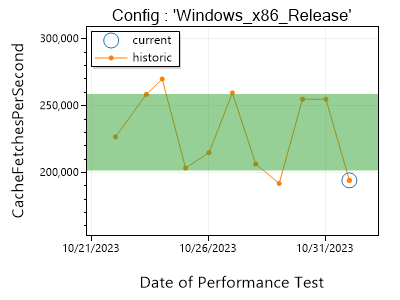 Config : 'Windows_x86_Release'
current
historic
300,000
250,000
200,000
CacheFetchesPerSecond
10/21/2023
10/26/2023
10/31/2023
Date of Performance Test